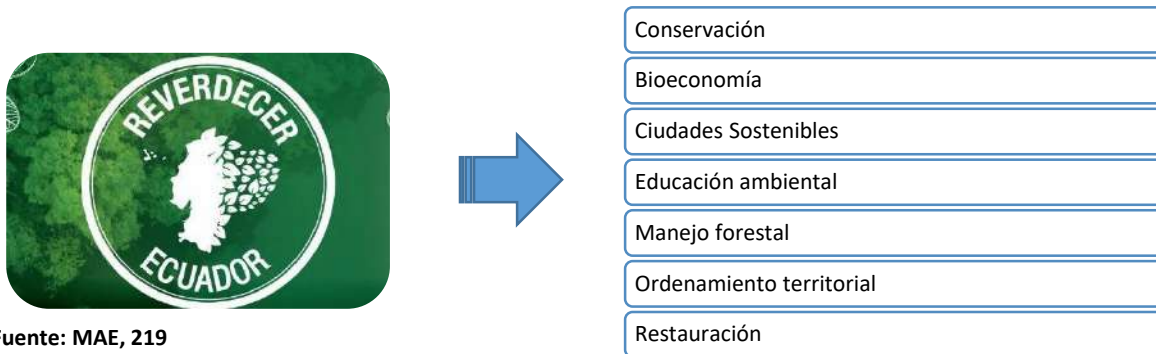 REVERDECER
ECUADOR
Fuente: MAE, 219
Conservación
Bioeconomía
Ciudades Sostenibles
Educación ambiental
Manejo forestal
Ordenamiento territorial
Restauración